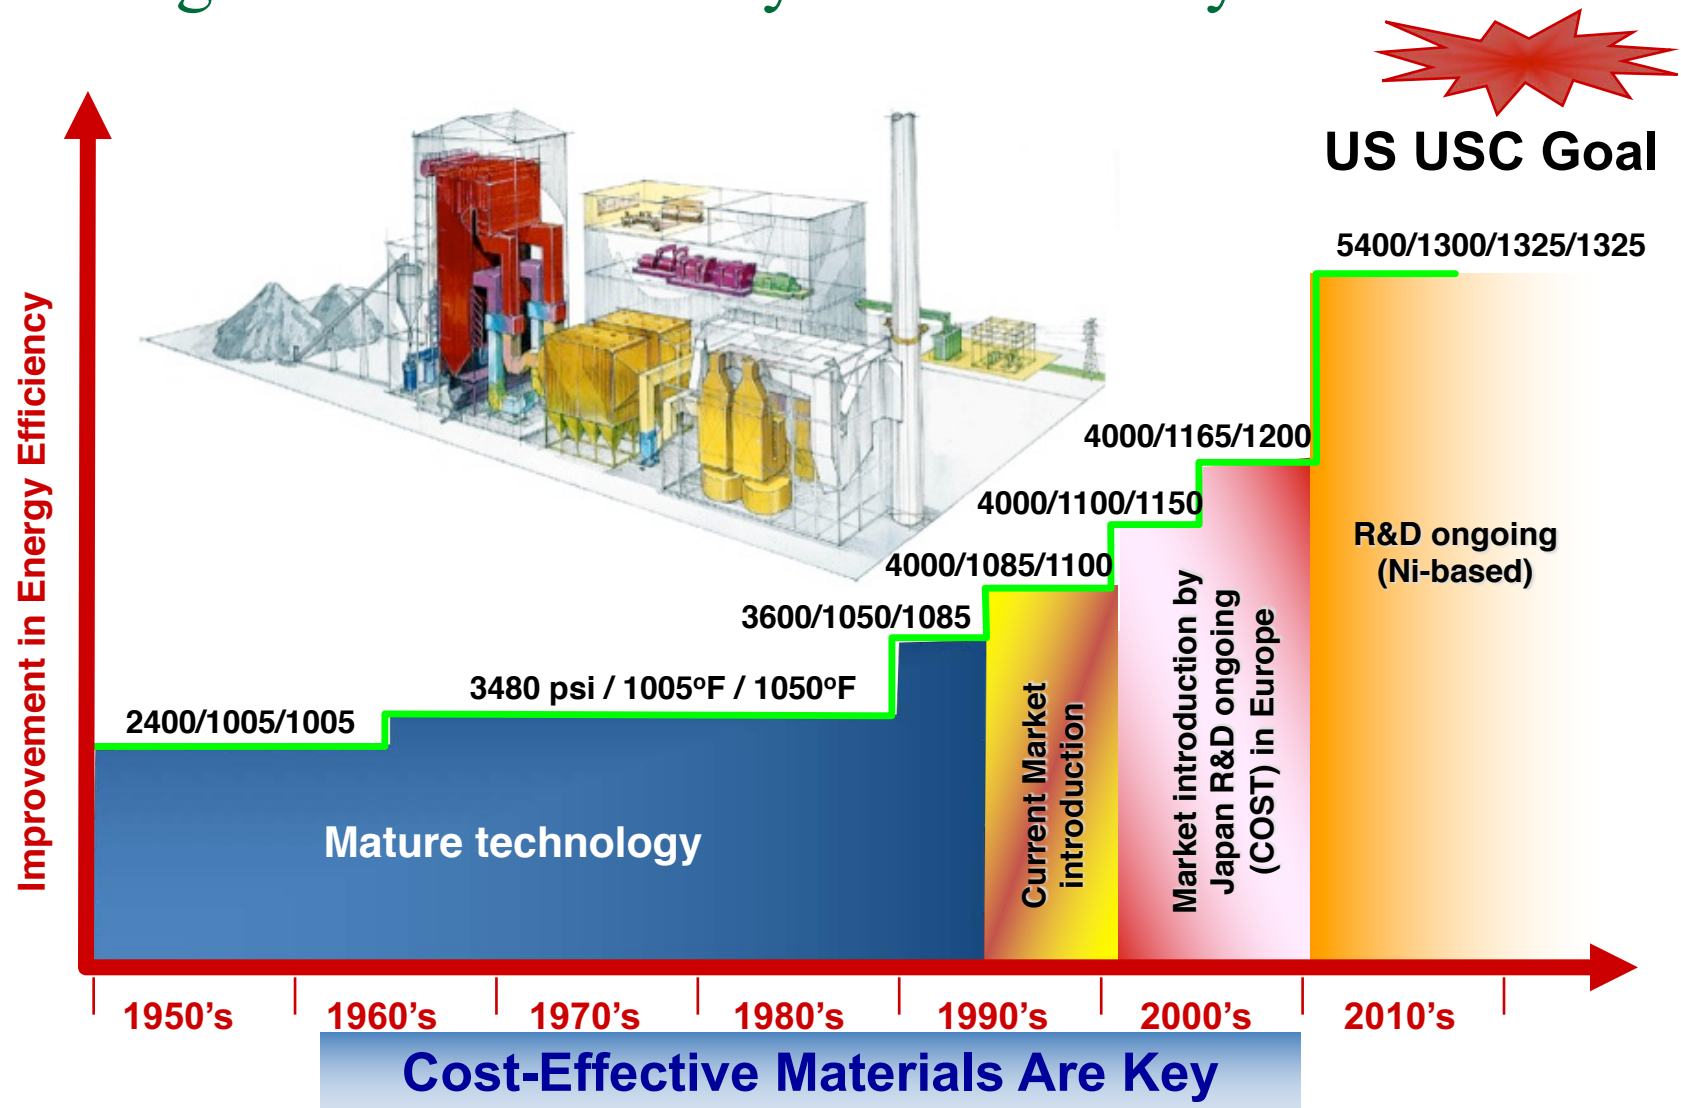 US USC Goal
5400/1300/1325/1325
4000/1165/1200
4000/1100/1150
4000/1085/1100
3600/1050/1085
3480 psi / 1005ºF / 1050ºF
2400/1005/1005
Improvement in Energy Efficiency
Mature technology
Current Market
introduction
Market introduction by
Japan R&D ongoing
(COST) in Europe
R&D ongoing
(Ni-based)
1950’s
1960’s
1970’s
1980’s
1990’s
2000’s
2010’s
Cost-Effective Materials Are Key